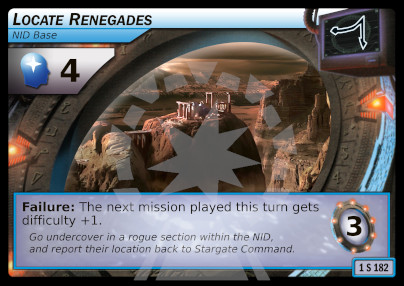 LOCATE RENEGADES
NID Base
4
Failure: The next mission played this turn gets
difficulty +1.
3
Go undercover in a rogue section within the NID,
and report their location back to Stargate Command.
1 S 182